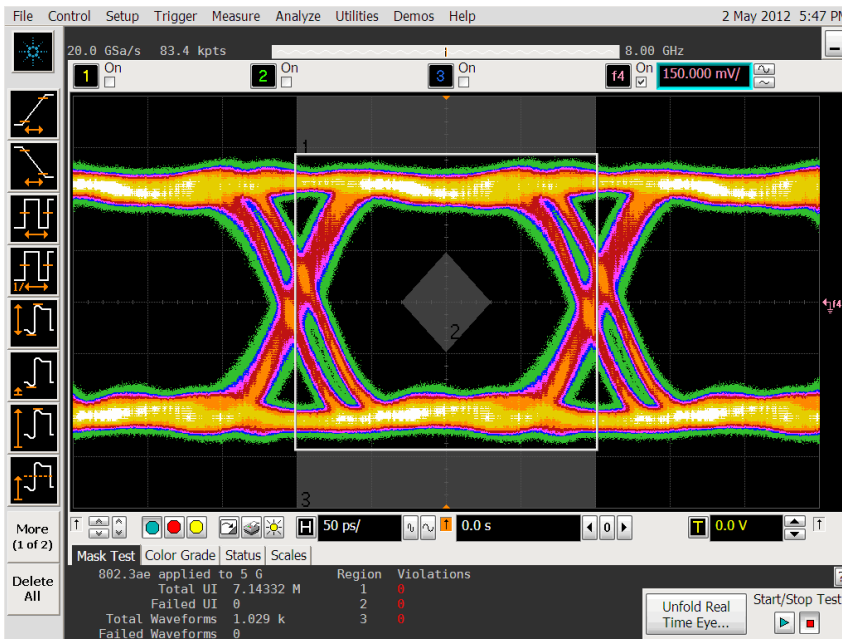 File Control Setup Trigger Measure Analyze Utilities Demos Help 2 May 2012 5:47 PM
20.0 GSa/s 83.4 kpts 8.00 GHz
1 On 2 On 3 On f4 On 150.000 mV/
1
2
f4
3
1/
H 50 ps/ 0.0 s 0 T 0.0 V
More
(1 of 2)
Delete
All
Mask Test Color Grade Status Scales
802.3ae applied to 5 G Region Violations
Total UI 7.14332 M 1 0
Failed UI 0 2 0
Total Waveforms 1.029 k 3 0
Failed Waveforms 0
Unfold Real
Time Eye...
Start/Stop Test
?